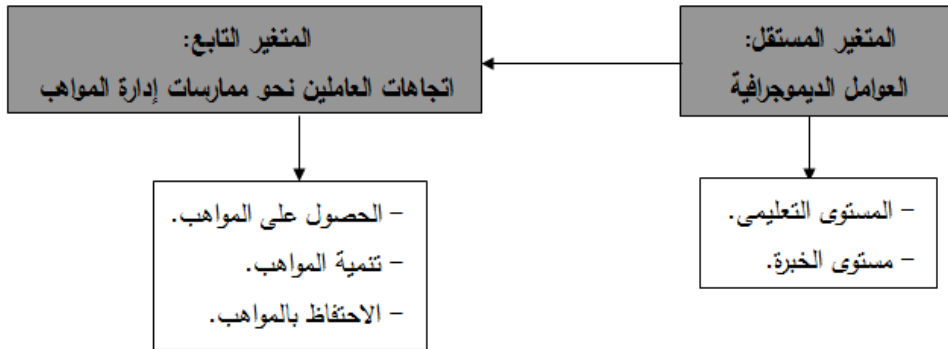 المتغير المستقل:
العوامل الديموجرافية
المتغير التابع:
اتجاهات العاملين نحو ممارسات إدارة المواهب
- المستوى التعليمى.
- مستوى الخبرة.
- الحصول على المواهب.
- تنمية المواهب.
- الاحتفاظ بالمواهب.